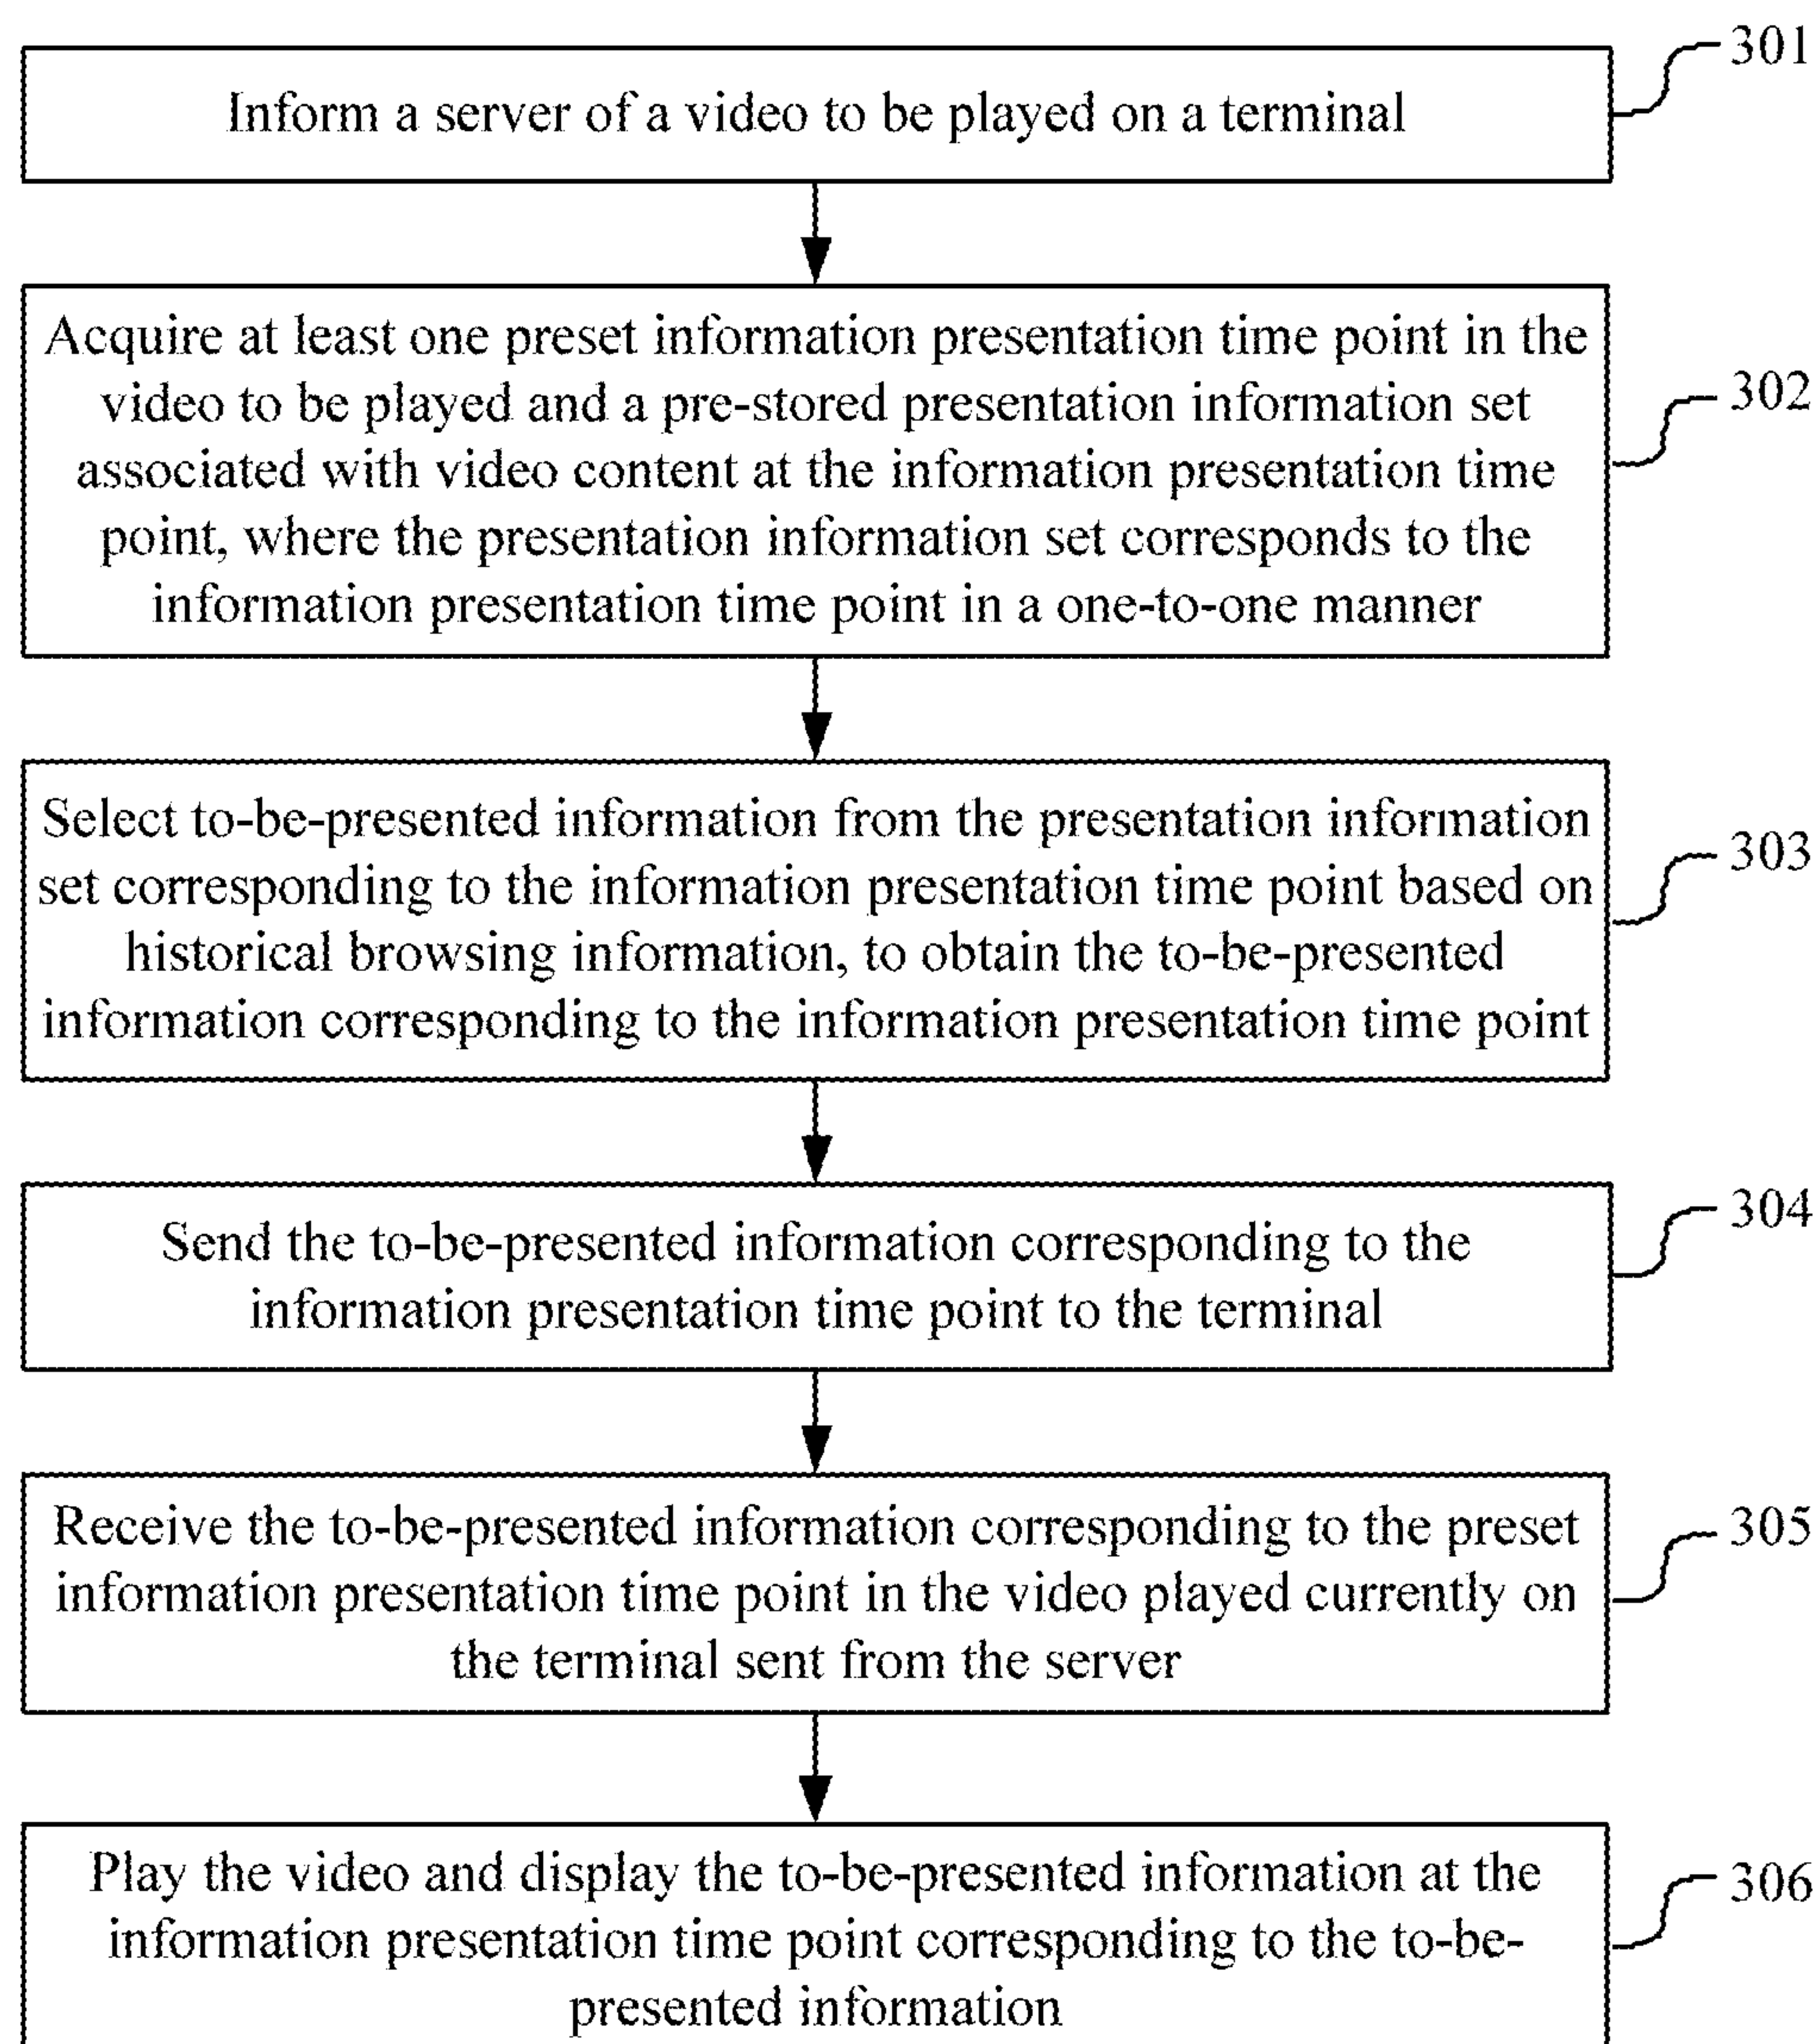 301
Inform a server of a video to be played on a terminal
302
Acquire at least one preset information presentation time point in the
video to be played and a pre-stored presentation information set
associated with video content at the information presentation time
point, where the presentation information set corresponds to the
information presentation time point in a one-to-one manner
303
Select to-be-presented information from the presentation information
set corresponding to the information presentation time point based on
historical browsing information, to obtain the to-be-presented
information corresponding to the information presentation time point
304
Send the to-be-presented information corresponding to the
information presentation time point to the terminal
305
Receive the to-be-presented information corresponding to the preset
information presentation time point in the video played currently on
the terminal sent from the server
306
Play the video and display the to-be-presented information at the
information presentation time point corresponding to the to-be-
presented information